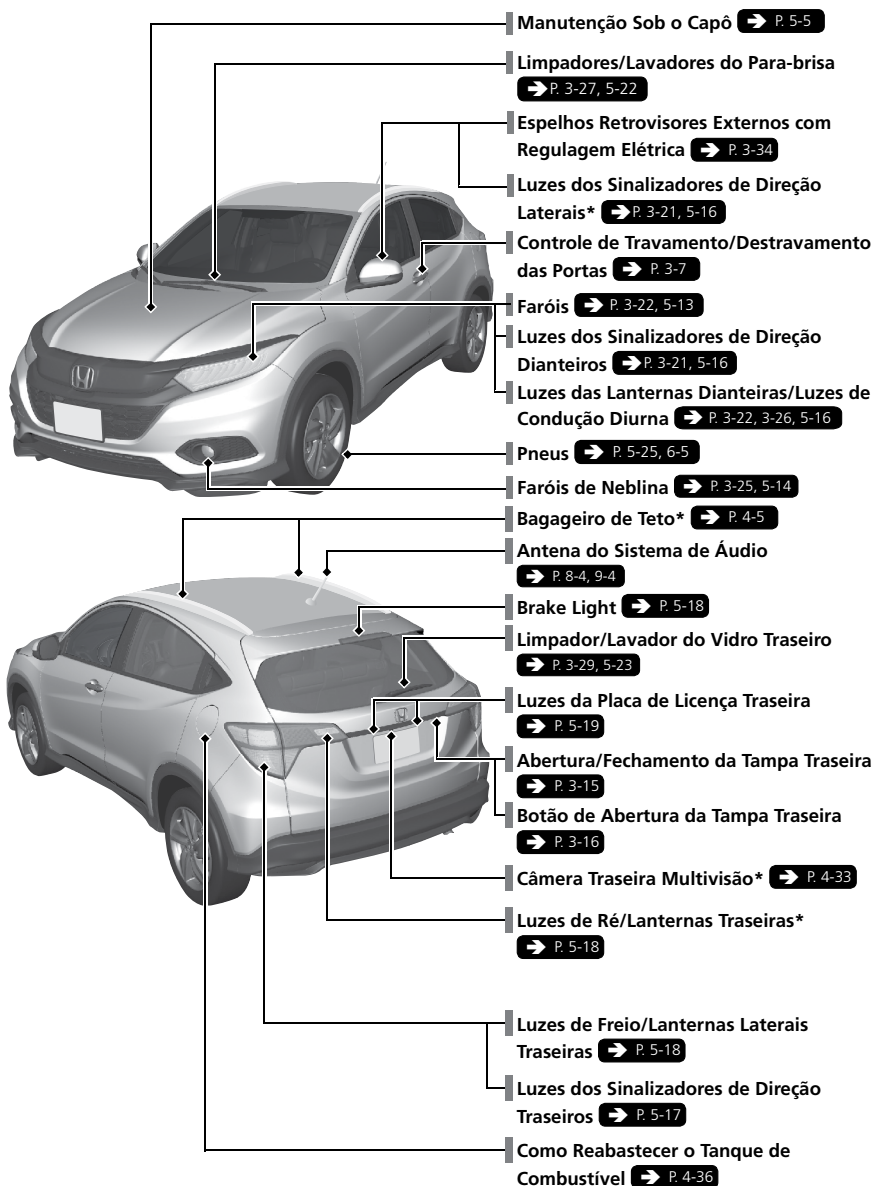 Manutenção Sob o Capô ➔ P. 5-5
Limpadores/Lavadores do Para-brisa
➔ P. 3-27, 5-22
Espelhos Retrovisores Externos com
Regulagem Elétrica ➔ P. 3-34
Luzes dos Sinalizadores de Direção
Laterais* ➔ P. 3-21, 5-16
Controle de Travamento/Destravamento
das Portas ➔ P. 3-7
Faróis ➔ P. 3-22, 5-13
Luzes dos Sinalizadores de Direção
Dianteiros ➔ P. 3-21, 5-16
Luzes das Lanternas Dianteiras/Luzes de
Condução Diurna ➔ P. 3-22, 3-26, 5-16
Pneus ➔ P. 5-25, 6-5
Faróis de Neblina ➔ P. 3-25, 5-14
Bagageiro de Teto* ➔ P. 4-5
Antena do Sistema de Áudio
➔ P. 8-4, 9-4
Brake Light ➔ P. 5-18
Limpador/Lavador do Vidro Traseiro
➔ P. 3-29, 5-23
Luzes da Placa de Licença Traseira
➔ P. 5-19
Abertura/Fechamento da Tampa Traseira
➔ P. 3-15
Botão de Abertura da Tampa Traseira
➔ P. 3-16
Câmera Traseira Multivisão* ➔ P. 4-33
Luzes de Ré/Lanternas Traseiras*
➔ P. 5-18
Luzes de Freio/Lanternas Laterais
Traseiras ➔ P. 5-18
Luzes dos Sinalizadores de Direção
Traseiros ➔ P. 5-17
Como Reabastecer o Tanque de
Combustível ➔ P. 4-36